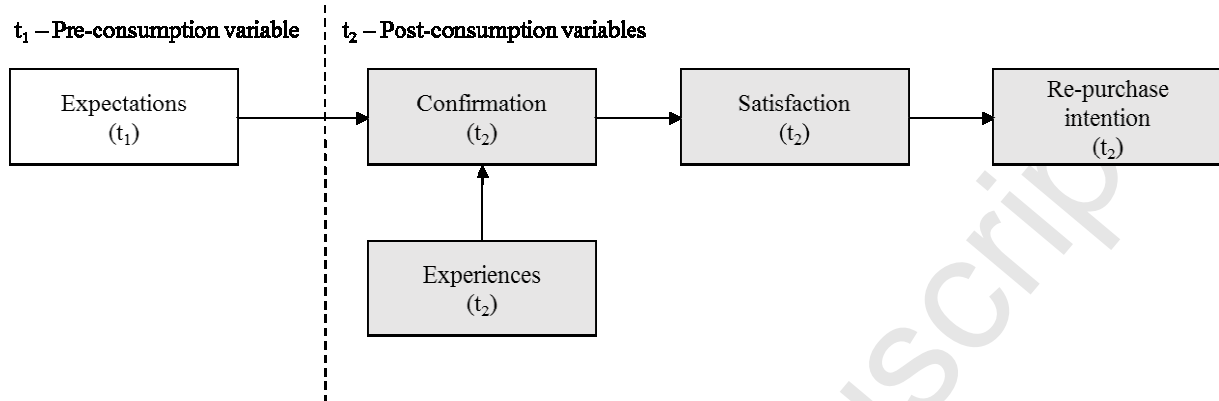 t₁ – Pre-consumption variable
t₂ – Post-consumption variables
Expectations
(t₁)
Confirmation
(t₂)
Satisfaction
(t₂)
Re-purchase
intention
(t₂)
Experiences
(t₂)
uscrip